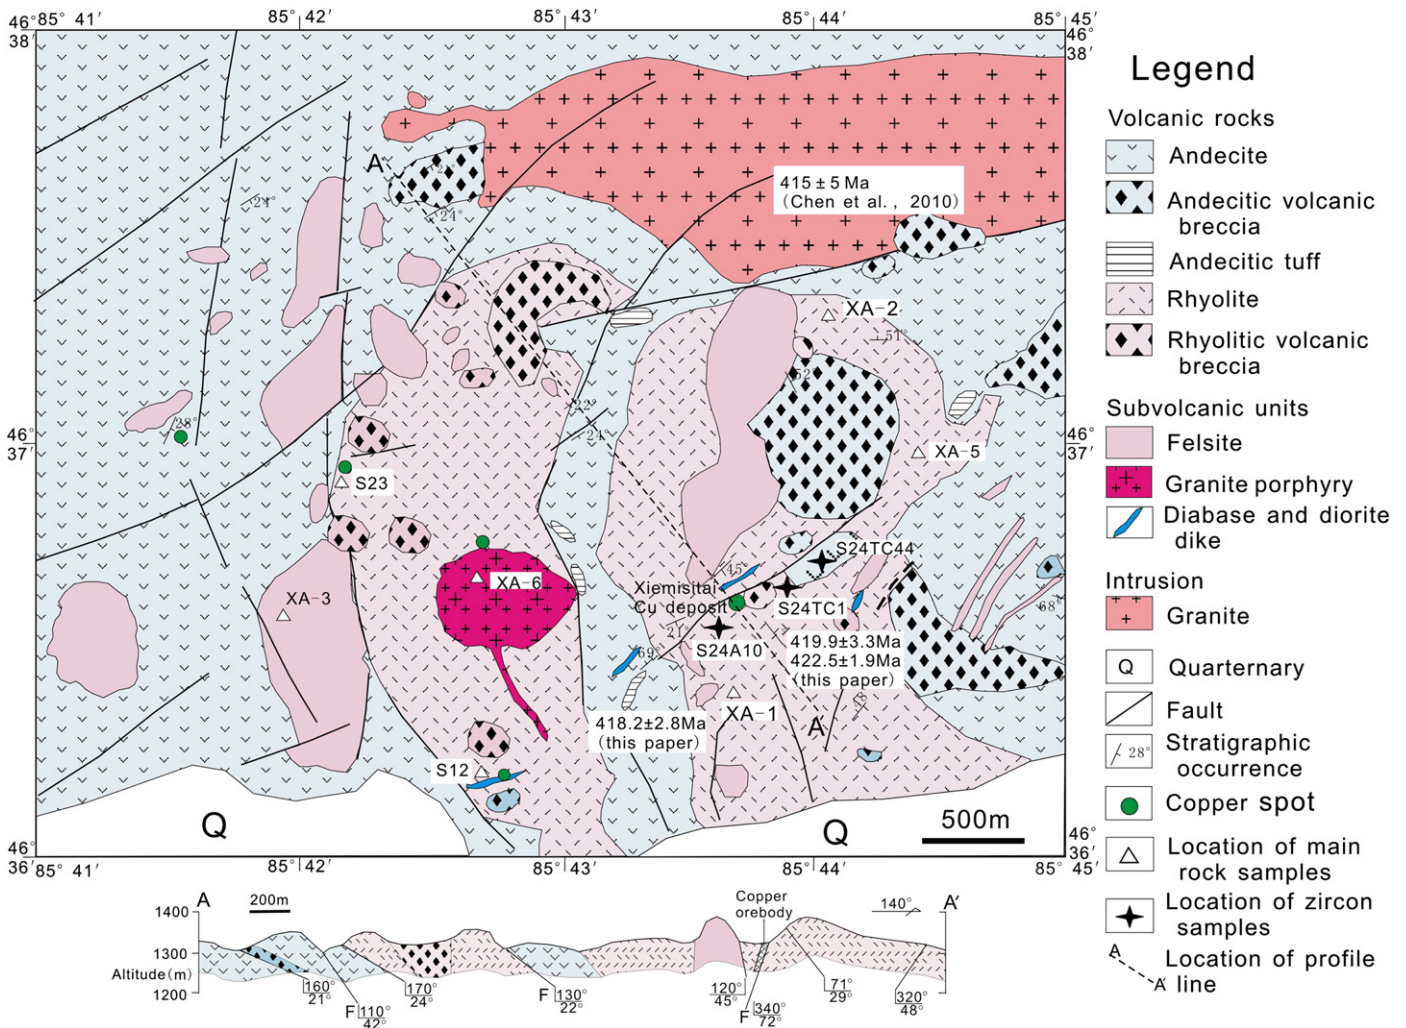 46° 85° 41′ 85° 42′ 85° 43′ 85° 44′ 85° 45′
38′
46°
38′
A
21°
24°
24°
415 ± 5 Ma
(Chen et al., 2010)
XA-2
51°
52°
22°
24°
28°
46°
37′
46°
37′
XA-5
S23
S24TC44
XA-6
45°
Xiemisitai
Cu deposit
XA-3
S24TC1
68°
21°
S24A10
419.9±3.3Ma
422.5±1.9Ma
(this paper)
69°
48°
XA-1
A′
418.2±2.8Ma
(this paper)
S12
Q
Q
500m
46°
36′
46°
36′
85° 41′ 85° 42′ 85° 43′ 85° 44′ 85° 45′
Legend
Volcanic rocks
Andecite
Andecitic volcanic
breccia
Andecitic tuff
Rhyolite
Rhyolitic volcanic
breccia
Subvolcanic units
Felsite
Granite porphyry
Diabase and diorite
dike
Intrusion
Granite
Q Quarternary
Fault
28° Stratigraphic
occurrence
Copper spot
Location of main
rock samples
Location of zircon
samples
A Location of profile
A′ line
A 200m Copper
orebody 140° A′
1400
1300
Altitude(m)
1200
160°
21°
F 110°
42°
170°
24°
F 130°
22°
120°
45°
F 340°
72°
71°
29°
320°
48°